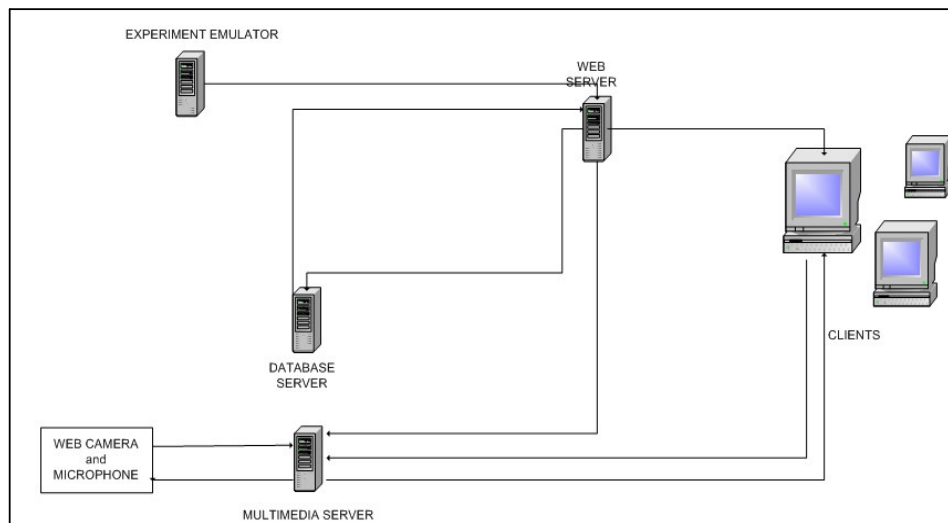 EXPERIMENT EMULATOR
WEB
SERVER
DATABASE
SERVER
CLIENTS
WEB CAMERA
and
MICROPHONE
MULTIMEDIA SERVER